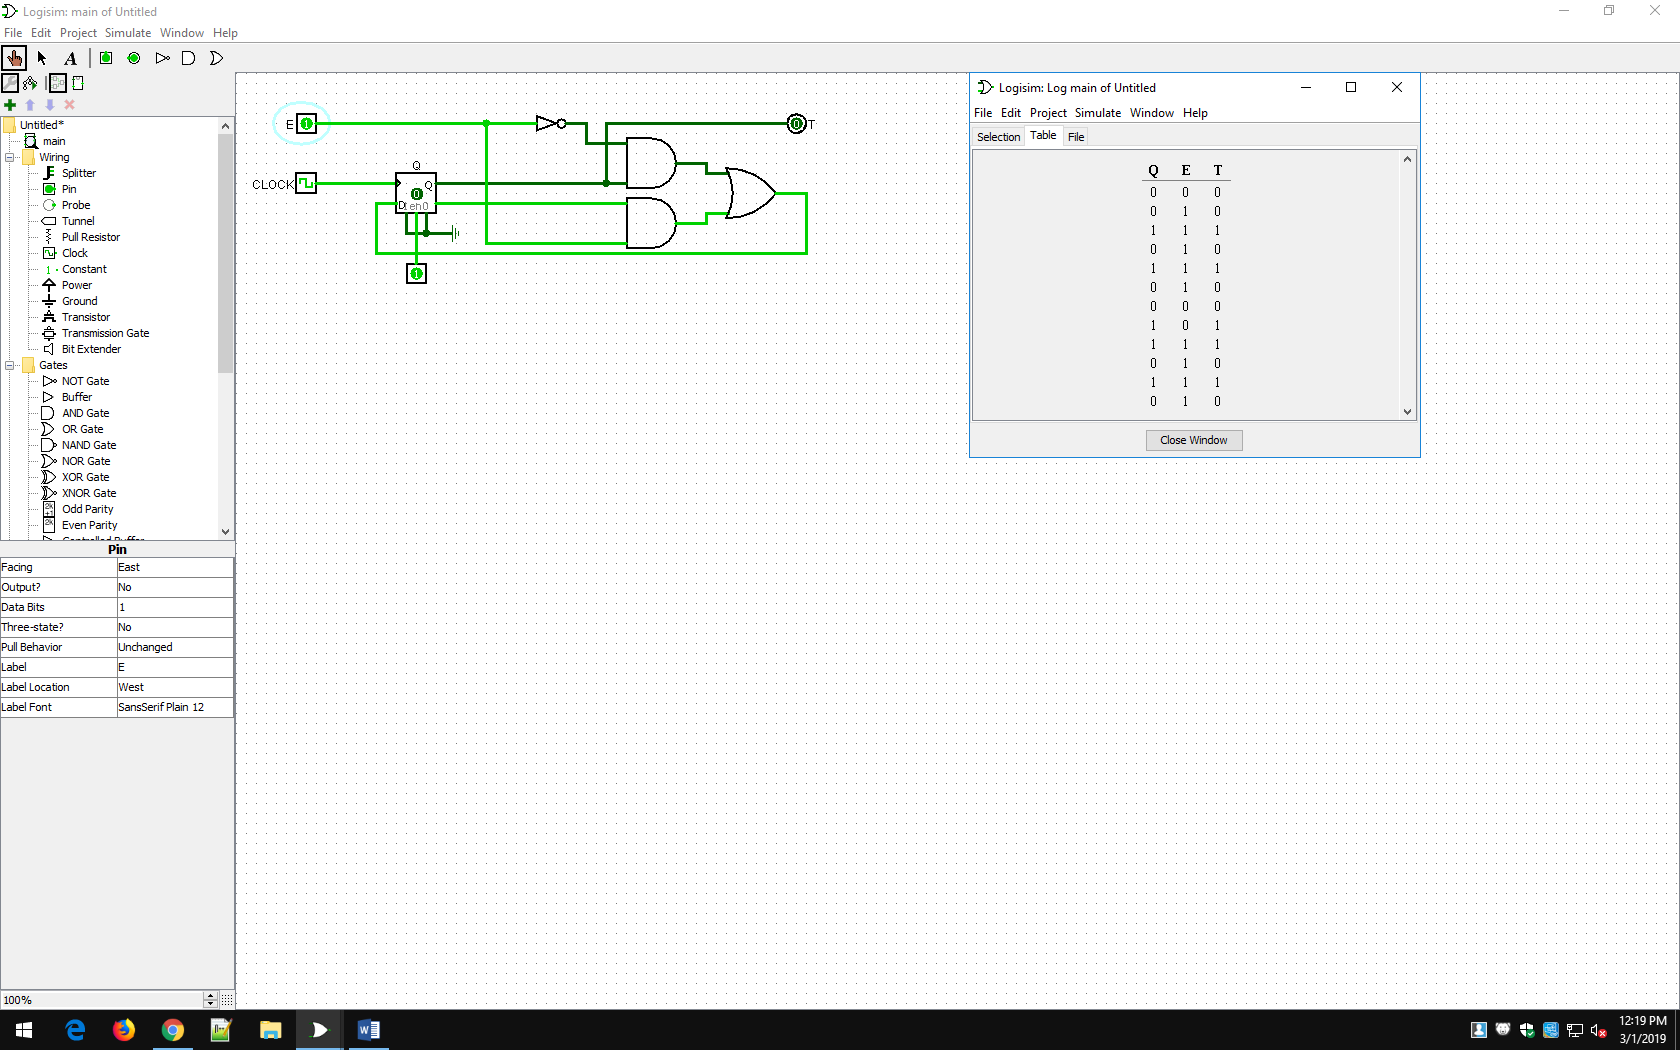 Logisim: main of Untitled
File Edit Project Simulate Window Help
A
Untitled*
main
Wiring
Splitter
Pin
Probe
Tunnel
Pull Resistor
Clock
1 Constant
Power
Ground
Transistor
Transmission Gate
Bit Extender
Gates
NOT Gate
Buffer
AND Gate
OR Gate
NAND Gate
NOR Gate
XOR Gate
XNOR Gate
Odd Parity
Even Parity
Controlled Buffer
Pin
Facing East
Output? No
Data Bits 1
Three-state? No
Pull Behavior Unchanged
Label E
Label Location West
Label Font SansSerif Plain 12
100%
E 1
0 T
Q
CLOCK
Q
0
D
en 0
1
Logisim: Log main of Untitled
File Edit Project Simulate Window Help
Selection Table File
Q E T
0 0 0
0 1 0
1 1 1
0 1 0
1 1 1
0 1 0
0 0 0
1 0 1
1 1 1
0 1 0
1 1 1
0 1 0
Close Window
12:19 PM
3/1/2019